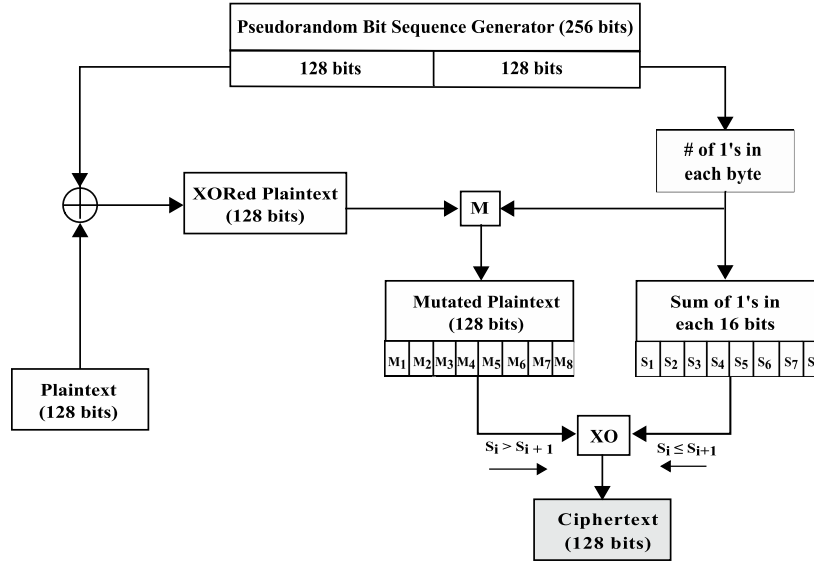 Pseudorandom Bit Sequence Generator (256 bits)
128 bits 128 bits
# of 1's in
each byte
XORed Plaintext
(128 bits)
M
Mutated Plaintext
(128 bits)
M1 M2 M3 M4 M5 M6 M7 M8
Sum of 1's in
each 16 bits
S1 S2 S3 S4 S5 S6 S7 S
Plaintext
(128 bits)
XO
Si > Si + 1
Si ≤ Si+1
Ciphertext
(128 bits)